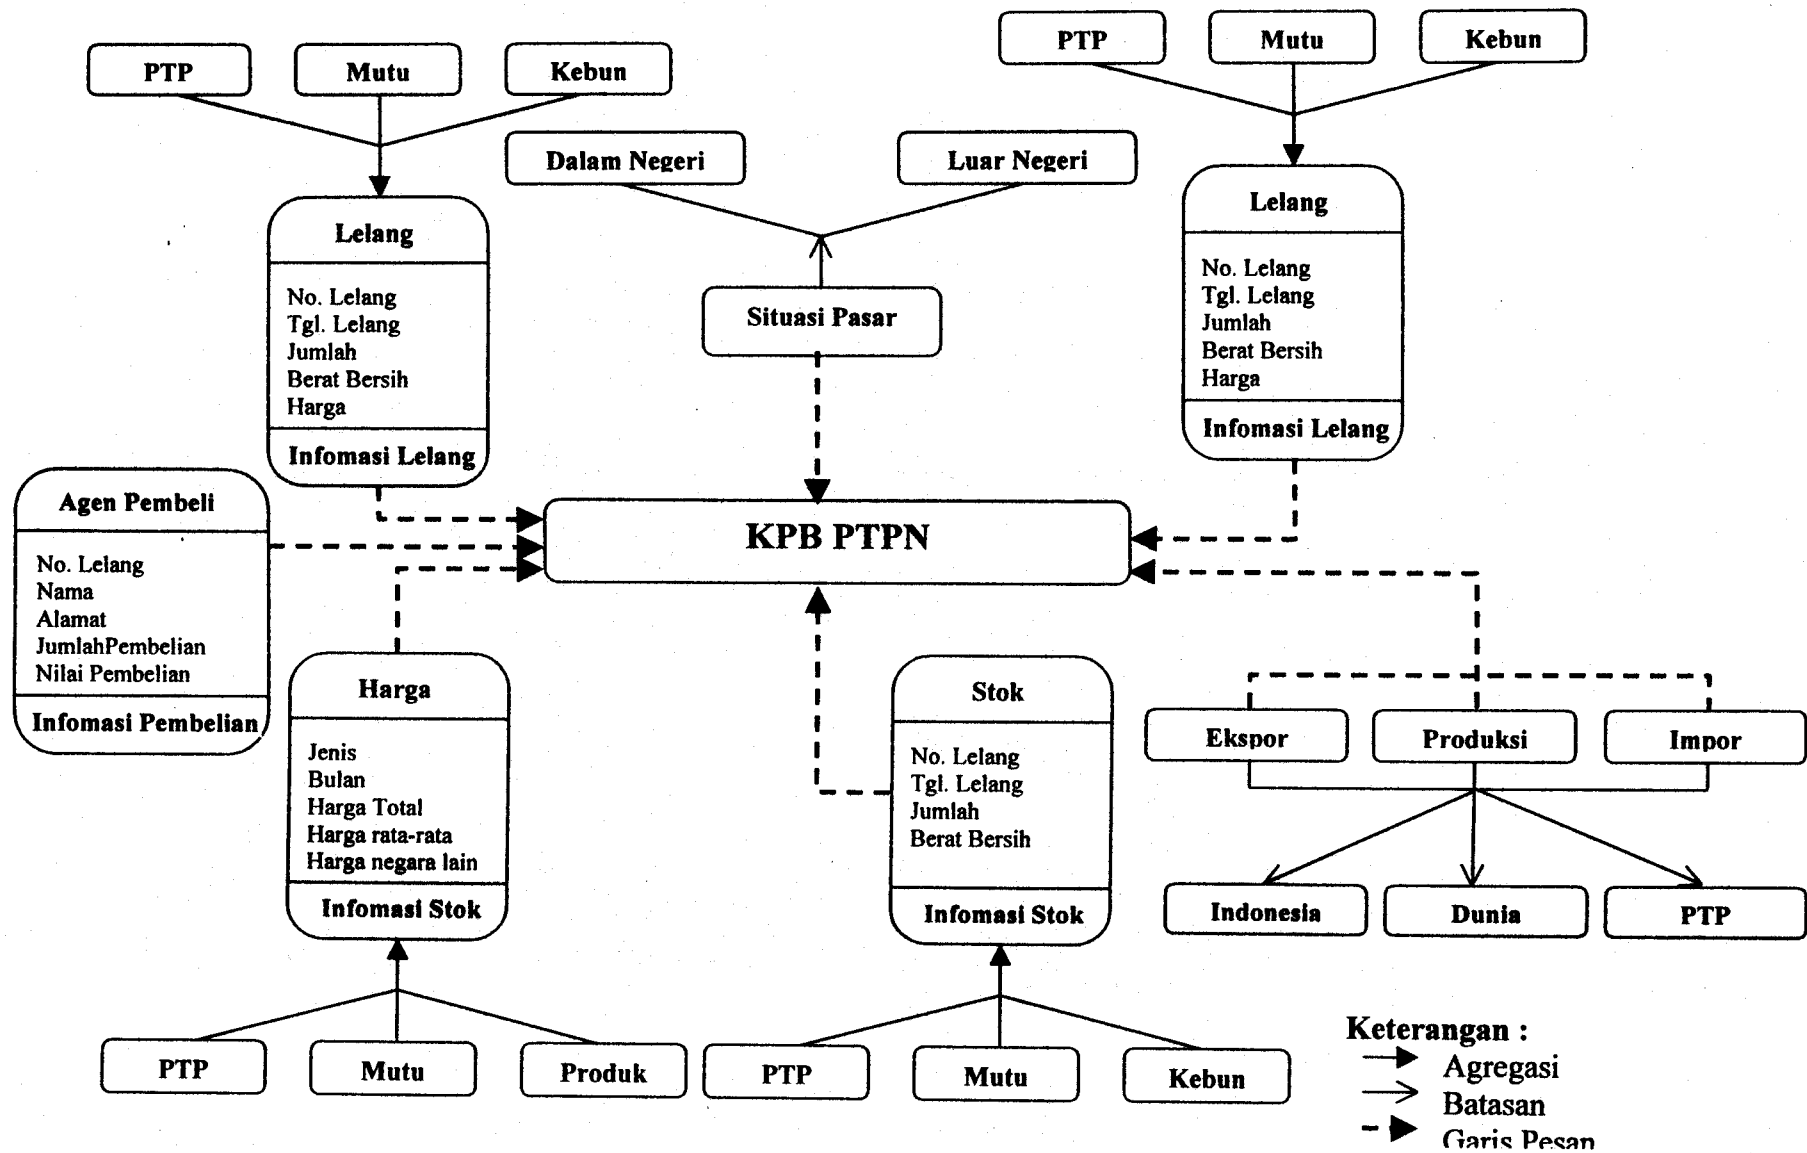 PTP
Mutu
Kebun
PTP
Mutu
Kebun
Dalam Negeri
Luar Negeri
Lelang
No. Lelang
Tgl. Lelang
Jumlah
Berat Bersih
Harga
Infomasi Lelang
Situasi Pasar
Lelang
No. Lelang
Tgl. Lelang
Jumlah
Berat Bersih
Harga
Infomasi Lelang
Agen Pembeli
No. Lelang
Nama
Alamat
JumlahPembelian
Nilai Pembelian
Infomasi Pembelian
KPB PTPN
Harga
Jenis
Bulan
Harga Total
Harga rata-rata
Harga negara lain
Infomasi Stok
Stok
No. Lelang
Tgl. Lelang
Jumlah
Berat Bersih
Infomasi Stok
Ekspor
Produksi
Impor
Indonesia
Dunia
PTP
PTP
Mutu
Produk
PTP
Mutu
Kebun
Keterangan :
Agregasi
Batasan
Garis Pesan